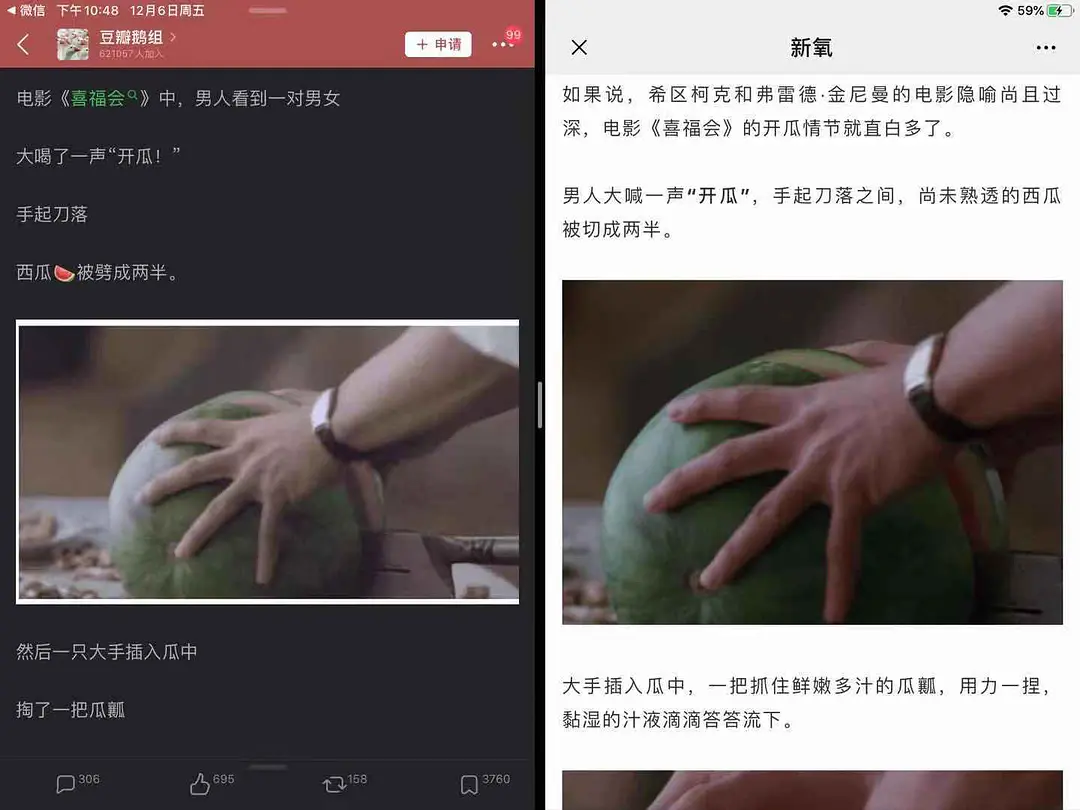 微信 下午10:48 12月6日周五
豆瓣鹅组
621057人加入
+ 申请
99
电影《喜福会》中，男人看到一对男女
大喝了一声“开瓜！”
手起刀落
西瓜🍉被劈成两半。
然后一只大手插入瓜中
掏了一把瓜瓤
306 695 158 3760
59%
新氧
如果说，希区柯克和弗雷德·金尼曼的电影隐喻尚且过
深，电影《喜福会》的开瓜情节就直白多了。
男人大喊一声“开瓜”，手起刀落之间，尚未熟透的西瓜
被切成两半。
大手插入瓜中，一把抓住鲜嫩多汁的瓜瓤，用力一捏，
黏湿的汁液滴滴答答流下。